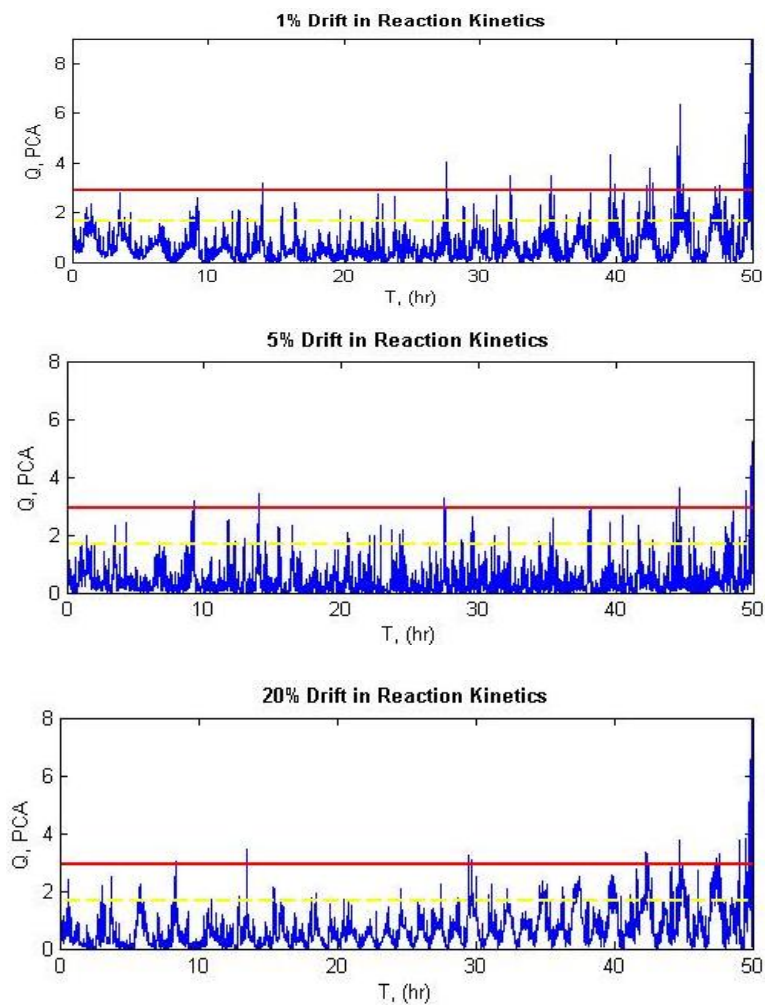 1% Drift in Reaction Kinetics
8
6
4
2
0
Q, PCA
0 10 20 30 40 50
T, (hr)
5% Drift in Reaction Kinetics
8
6
4
2
0
Q, PCA
0 10 20 30 40 50
T, (hr)
20% Drift in Reaction Kinetics
8
6
4
2
0
Q, PCA
0 10 20 30 40 50
T, (hr)